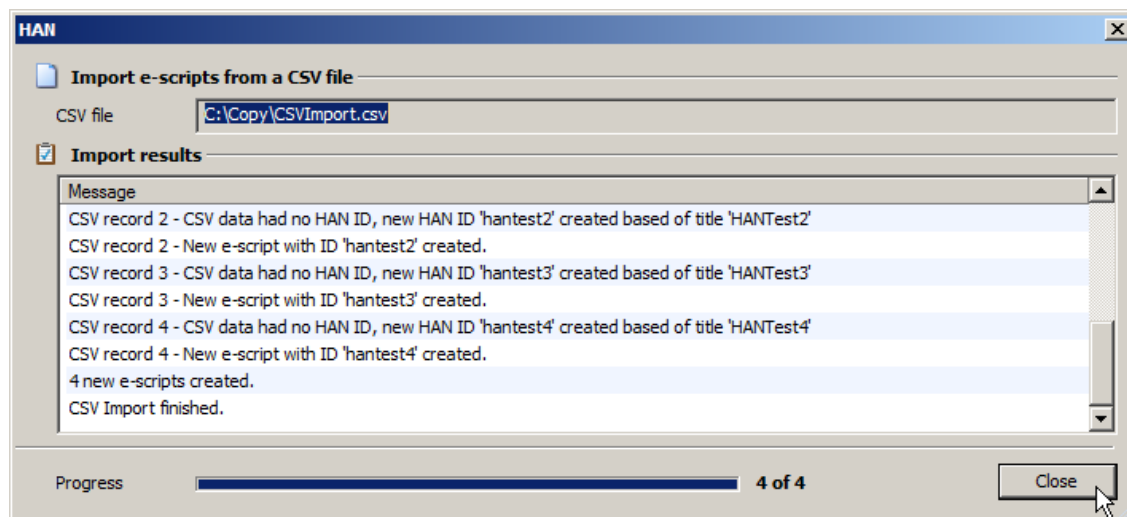 HAN
Import e-scripts from a CSV file
CSV file C:\Copy\CSVImport.csv
Import results
Message
CSV record 2 - CSV data had no HAN ID, new HAN ID 'hantest2' created based of title 'HANTest2'
CSV record 2 - New e-script with ID 'hantest2' created.
CSV record 3 - CSV data had no HAN ID, new HAN ID 'hantest3' created based of title 'HANTest3'
CSV record 3 - New e-script with ID 'hantest3' created.
CSV record 4 - CSV data had no HAN ID, new HAN ID 'hantest4' created based of title 'HANTest4'
CSV record 4 - New e-script with ID 'hantest4' created.
4 new e-scripts created.
CSV Import finished.
Progress 4 of 4 Close